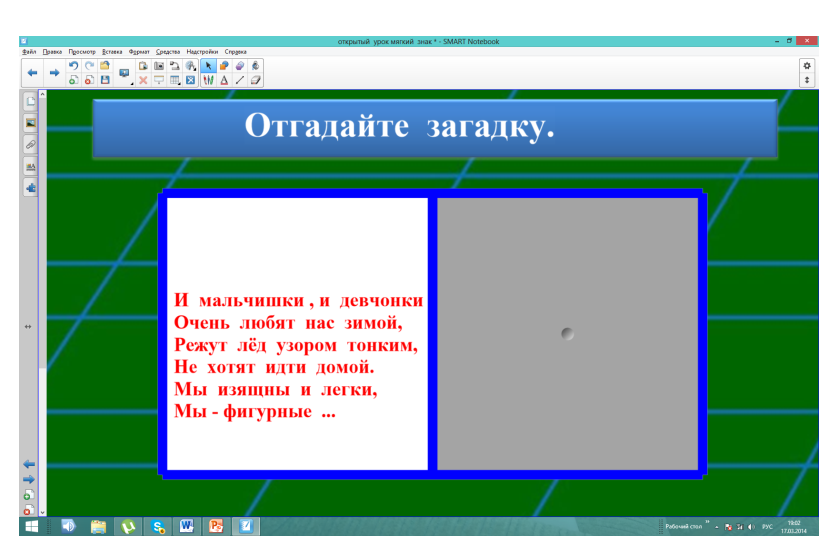 открытый урок мягкий знак * - SMART Notebook
Файл Правка Просмотр Вставка Формат Средства Надстройки Справка
Отгадайте загадку.
И мальчишки , и девчонки
Очень любят нас зимой,
Режут лёд узором тонким,
Не хотят идти домой.
Мы изящны и легки,
Мы - фигурные ...
Рабочий стол
РУС
19:02
17.03.2014